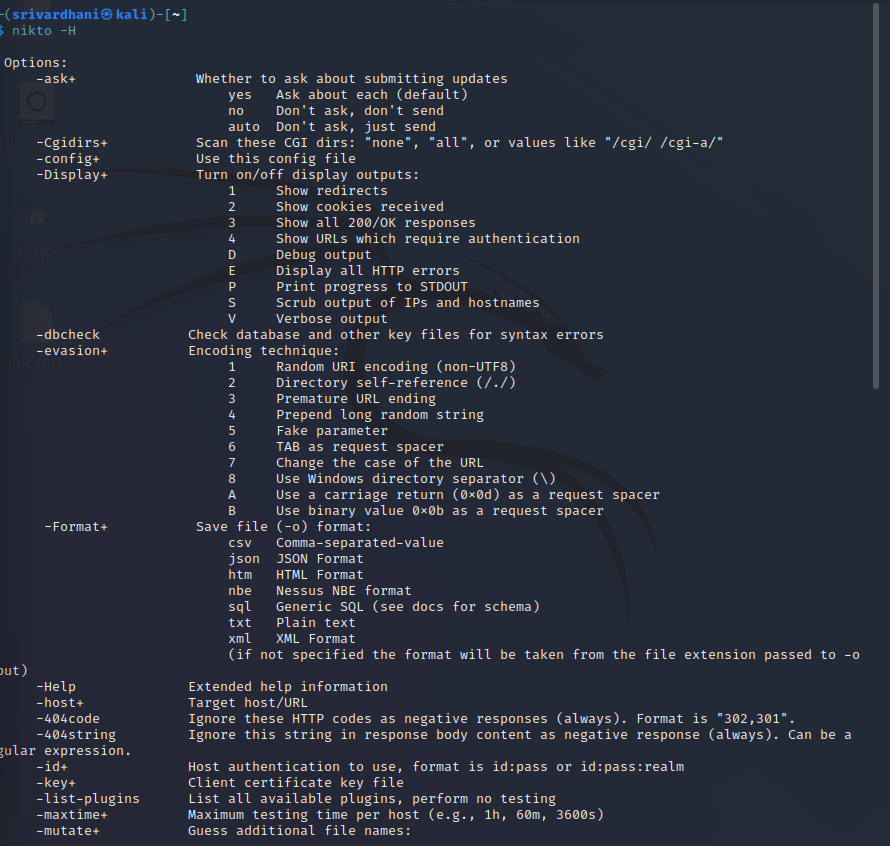 -(srivardhani㉿kali)-[~]
$ nikto -H
Options:
-ask+ Whether to ask about submitting updates
yes Ask about each (default)
no Don't ask, don't send
auto Don't ask, just send
-Cgidirs+ Scan these CGI dirs: "none", "all", or values like "/cgi/ /cgi-a/"
-config+ Use this config file
-Display+ Turn on/off display outputs:
1 Show redirects
2 Show cookies received
3 Show all 200/OK responses
4 Show URLs which require authentication
D Debug output
E Display all HTTP errors
P Print progress to STDOUT
S Scrub output of IPs and hostnames
V Verbose output
-dbcheck Check database and other key files for syntax errors
-evasion+ Encoding technique:
1 Random URI encoding (non-UTF8)
2 Directory self-reference (/./)
3 Premature URL ending
4 Prepend long random string
5 Fake parameter
6 TAB as request spacer
7 Change the case of the URL
8 Use Windows directory separator (\)
A Use a carriage return (0×0d) as a request spacer
B Use binary value 0×0b as a request spacer
-Format+ Save file (-o) format:
csv Comma-separated-value
json JSON Format
htm HTML Format
nbe Nessus NBE format
sql Generic SQL (see docs for schema)
txt Plain text
xml XML Format
(if not specified the format will be taken from the file extension passed to -o
put)
-Help Extended help information
-host+ Target host/URL
-404code Ignore these HTTP codes as negative responses (always). Format is "302,301".
-404string Ignore this string in response body content as negative response (always). Can be a
gular expression.
-id+ Host authentication to use, format is id:pass or id:pass:realm
-key+ Client certificate key file
-list-plugins List all available plugins, perform no testing
-maxtime+ Maximum testing time per host (e.g., 1h, 60m, 3600s)
-mutate+ Guess additional file names:
Home